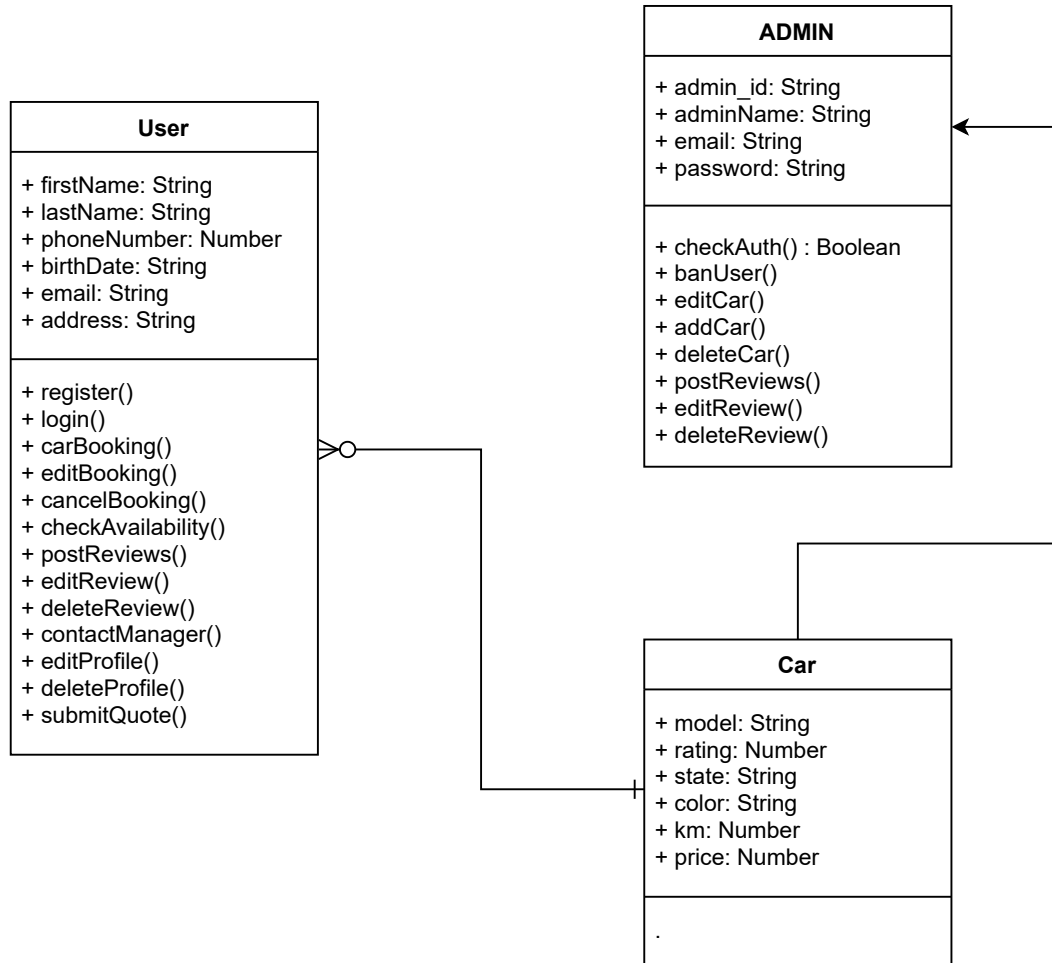 User
+ firstName: String
+ lastName: String
+ phoneNumber: Number
+ birthDate: String
+ email: String
+ address: String
+ register()
+ login()
+ carBooking()
+ editBooking()
+ cancelBooking()
+ checkAvailability()
+ postReviews()
+ editReview()
+ deleteReview()
+ contactManager()
+ editProfile()
+ deleteProfile()
+ submitQuote()
ADMIN
+ admin_id: String
+ adminName: String
+ email: String
+ password: String
+ checkAuth() : Boolean
+ banUser()
+ editCar()
+ addCar()
+ deleteCar()
+ postReviews()
+ editReview()
+ deleteReview()
Car
+ model: String
+ rating: Number
+ state: String
+ color: String
+ km: Number
+ price: Number
.